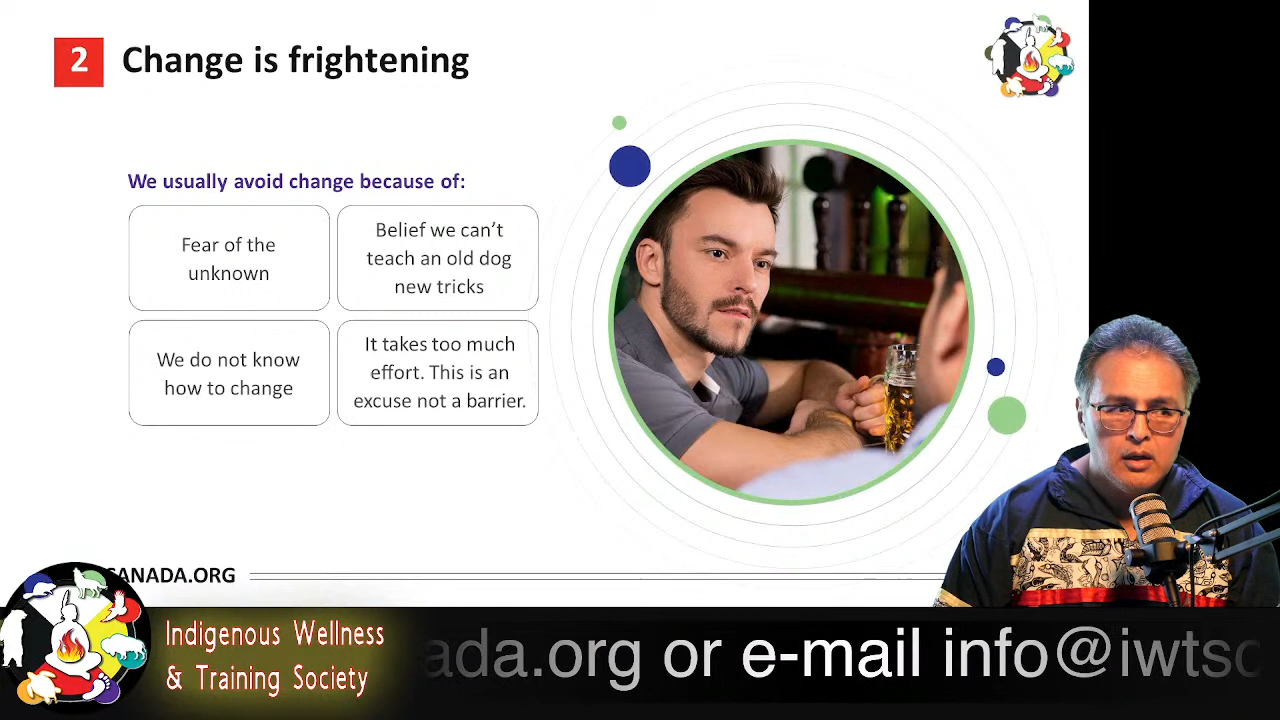 2 Change is frightening
We usually avoid change because of:
Fear of the
unknown
Belief we can’t
teach an old dog
new tricks
We do not know
how to change
It takes too much
effort. This is an
excuse not a barrier.
CANADA.ORG
Indigenous Wellness
& Training Society
ada.org or e-mail info@iwtsc